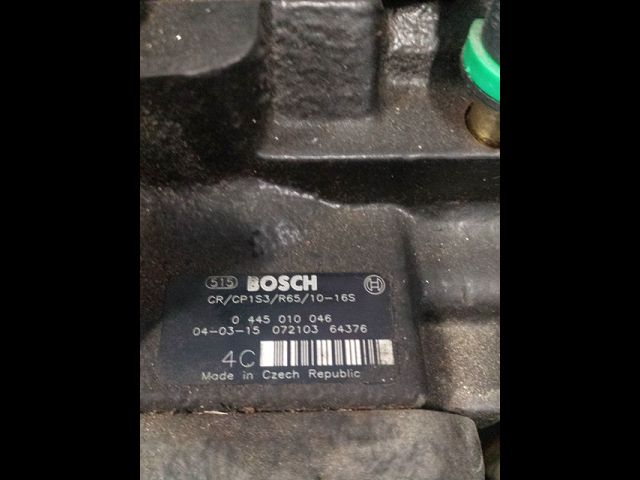 515 BOSCH
CR/CP1S3/R65/10-16S
0 445 010 046
04-03-15 072103 64376
4C
Made in Czech Republic